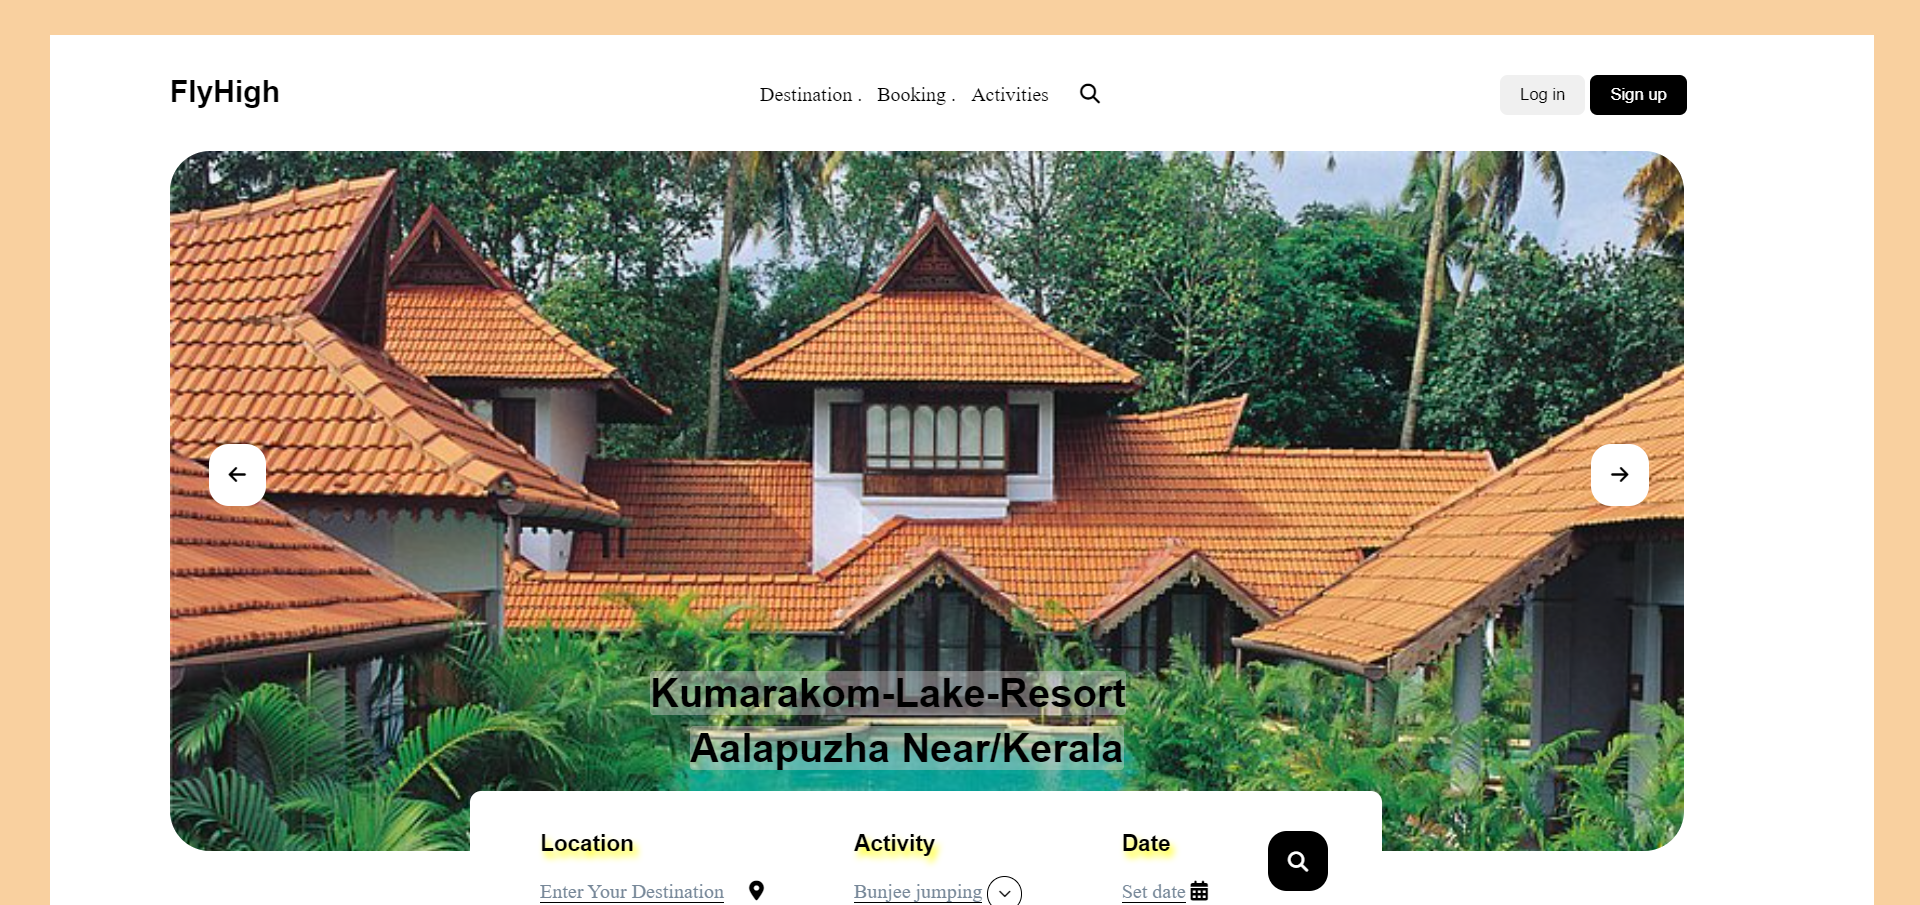 FlyHigh
Destination . Booking . Activities
Log in
Sign up
Kumarakom-Lake-Resort
Aalapuzha Near/Kerala
Location
Activity
Date
Enter Your Destination
Bunjee jumping
Set date